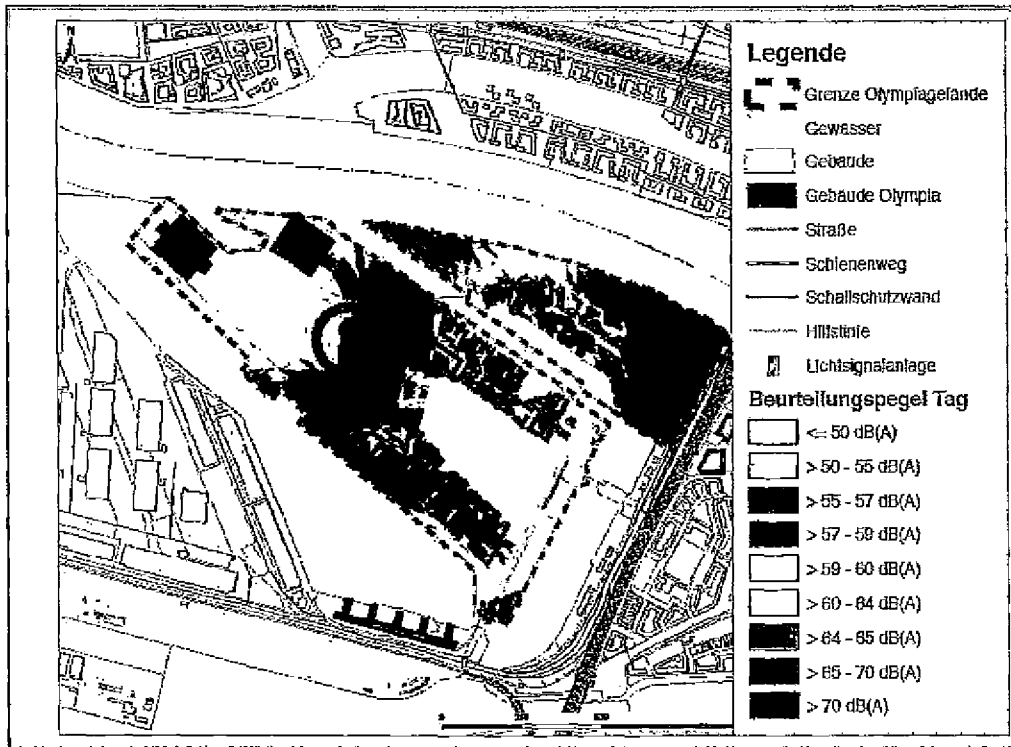 N
Legende
Grenze Olympiagelände
Gewässer
Gebäude
Gebäude Olympia
Straße
Schienenweg
Schallschutzwand
Hilfslinie
Lichtsignalanlage
Beurteilungspegel Tag
<= 50 dB(A)
> 50 - 55 dB(A)
> 55 - 57 dB(A)
> 57 - 59 dB(A)
> 59 - 60 dB(A)
> 60 - 64 dB(A)
> 64 - 65 dB(A)
> 65 - 70 dB(A)
> 70 dB(A)
0